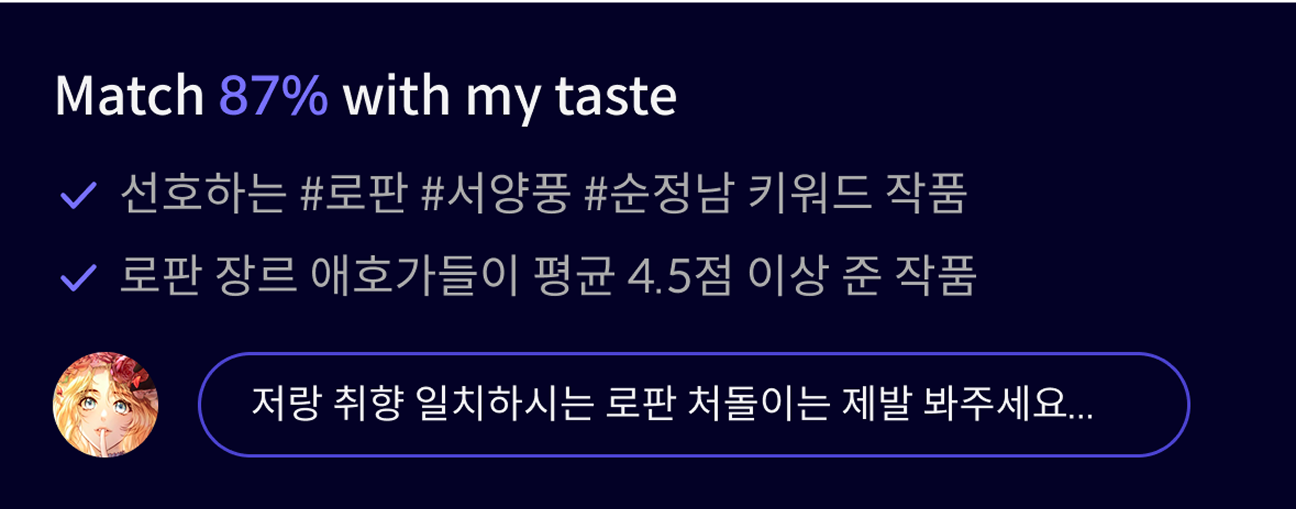 Match 87% with my taste
선호하는 #로판 #서양풍 #순정남 키워드 작품
로판 장르 애호가들이 평균 4.5점 이상 준 작품
저랑 취향 일치하시는 로판 처돌이는 제발 봐주세요...